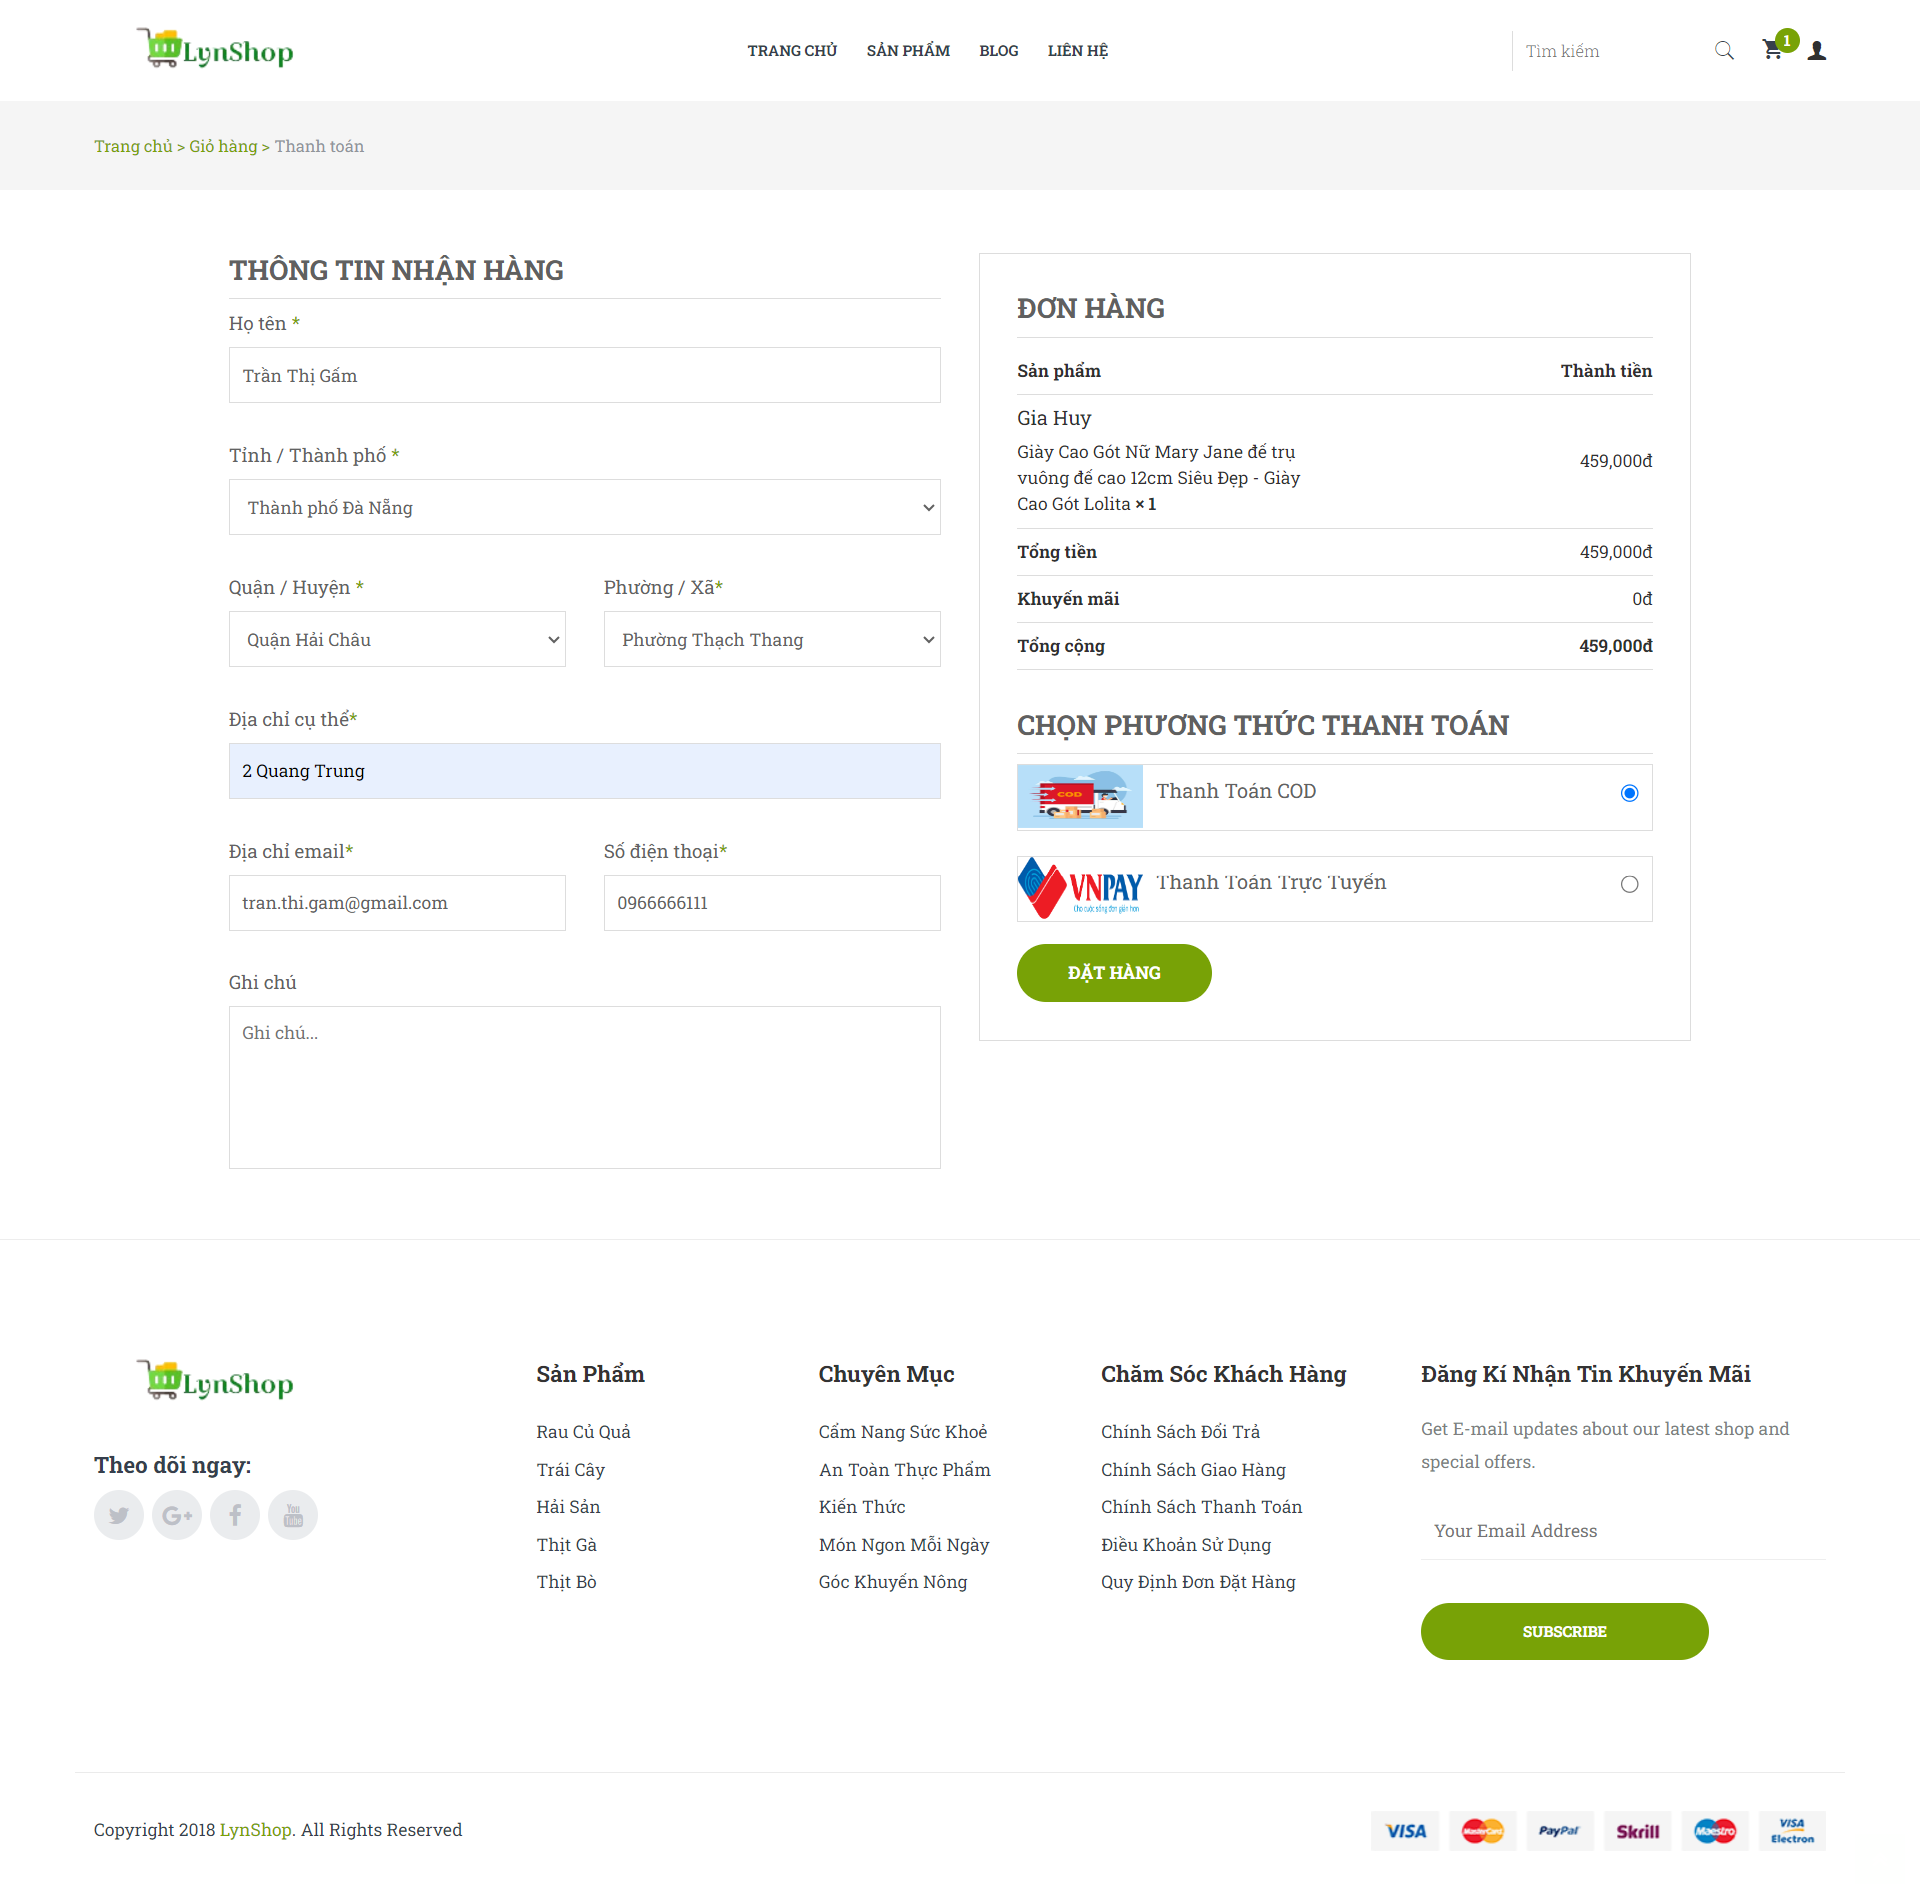 LynShop
TRANG CHỦ SẢN PHẨM BLOG LIÊN HỆ
Tìm kiếm
1
Trang chủ > Giỏ hàng > Thanh toán
THÔNG TIN NHẬN HÀNG
Họ tên *
Trần Thị Gấm
Tỉnh / Thành phố *
Thành phố Đà Nẵng
Quận / Huyện * Phường / Xã*
Quận Hải Châu Phường Thạch Thang
Địa chỉ cụ thể*
2 Quang Trung
Địa chỉ email* Số điện thoại*
tran.thi.gam@gmail.com 0966666111
Ghi chú
Ghi chú...
ĐƠN HÀNG
Sản phẩm Thành tiền
Gia Huy
Giày Cao Gót Nữ Mary Jane đế trụ
vuông đế cao 12cm Siêu Đẹp - Giày
Cao Gót Lolita × 1
459,000đ
Tổng tiền 459,000đ
Khuyến mãi 0đ
Tổng cộng 459,000đ
CHỌN PHƯƠNG THỨC THANH TOÁN
COD
Thanh Toán COD
VNPAY
Cho cuộc sống đơn giản hơn
Thanh Toán Trực Tuyến
ĐẶT HÀNG
LynShop
Theo dõi ngay:
You
Tube
Sản Phẩm
Rau Củ Quả
Trái Cây
Hải Sản
Thịt Gà
Thịt Bò
Chuyên Mục
Cẩm Nang Sức Khoẻ
An Toàn Thực Phẩm
Kiến Thức
Món Ngon Mỗi Ngày
Góc Khuyến Nông
Chăm Sóc Khách Hàng
Chính Sách Đổi Trả
Chính Sách Giao Hàng
Chính Sách Thanh Toán
Điều Khoản Sử Dụng
Quy Định Đơn Đặt Hàng
Đăng Kí Nhận Tin Khuyến Mãi
Get E-mail updates about our latest shop and
special offers.
Your Email Address
SUBSCRIBE
Copyright 2018 LynShop. All Rights Reserved
VISA MasterCard PayPal Skrill Maestro VISA
Electron